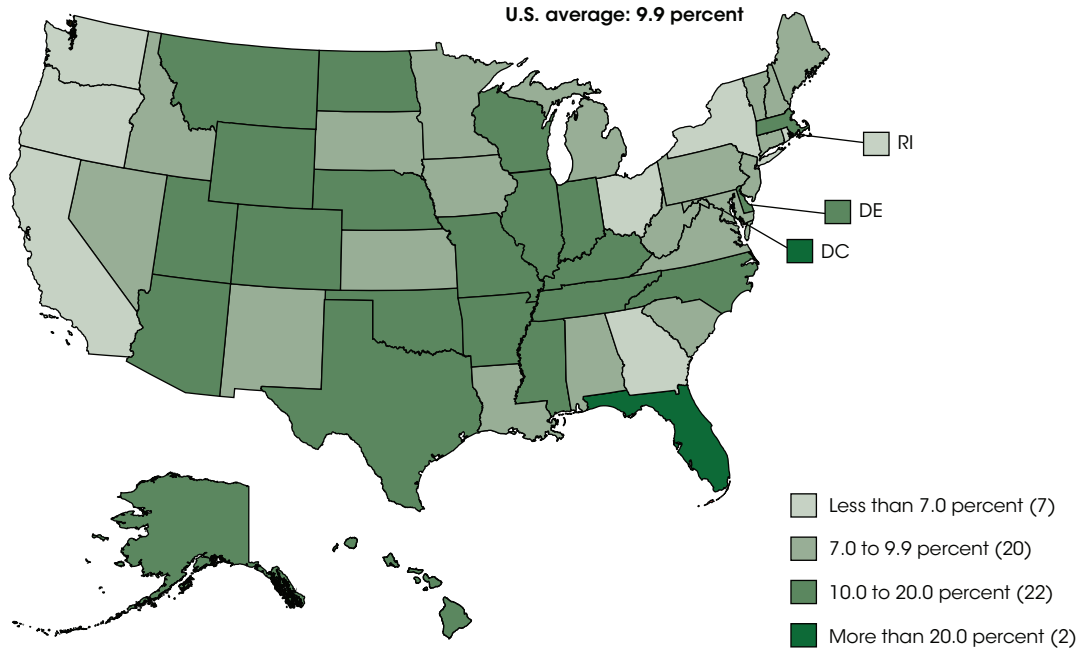 U.S. average: 9.9 percent
RI
DE
DC
Less than 7.0 percent (7)
7.0 to 9.9 percent (20)
10.0 to 20.0 percent (22)
More than 20.0 percent (2)